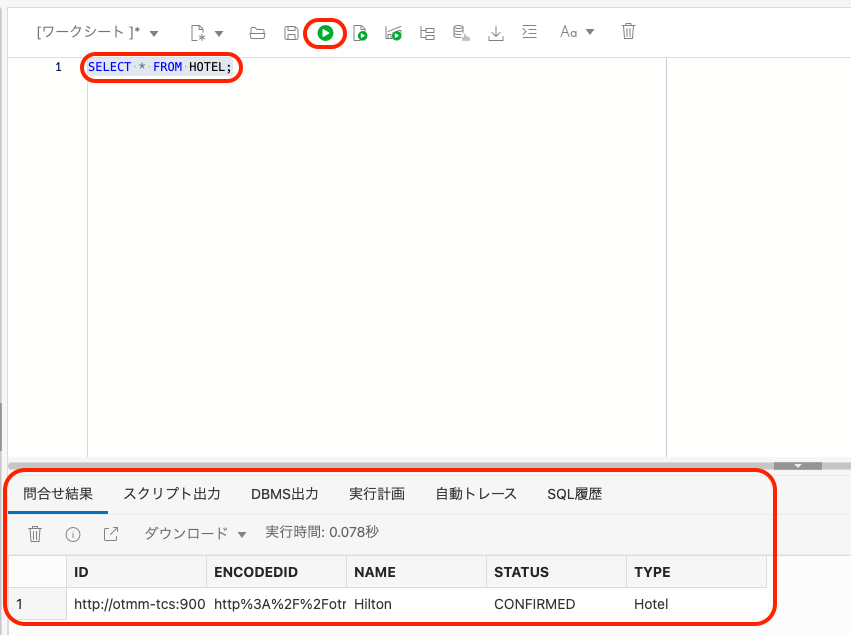 [ワークシート ]* Aa
1 SELECT * FROM HOTEL;
問合せ結果 スクリプト出力 DBMS出力 実行計画 自動トレース SQL履歴
ダウンロード 実行時間: 0.078秒
ID ENCODEDID NAME STATUS TYPE
1 http://otmm-tcs:900 http%3A%2F%2Fotr Hilton CONFIRMED Hotel